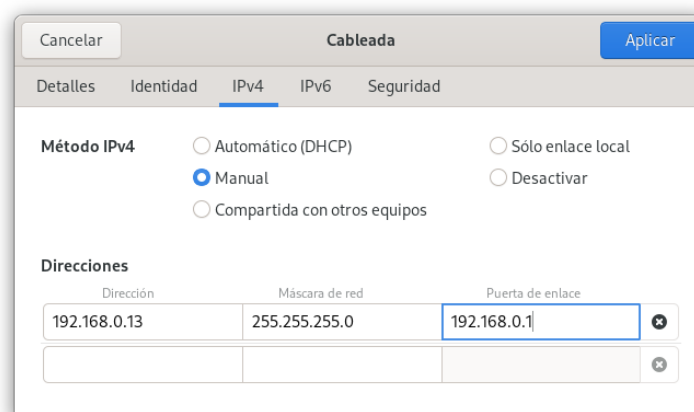 Cancelar Cableada Aplicar
Detalles Identidad IPv4 IPv6 Seguridad
Método IPv4 Automático (DHCP) Sólo enlace local
Manual Desactivar
Compartida con otros equipos
Direcciones
Dirección Máscara de red Puerta de enlace
192.168.0.13 255.255.255.0 192.168.0.1